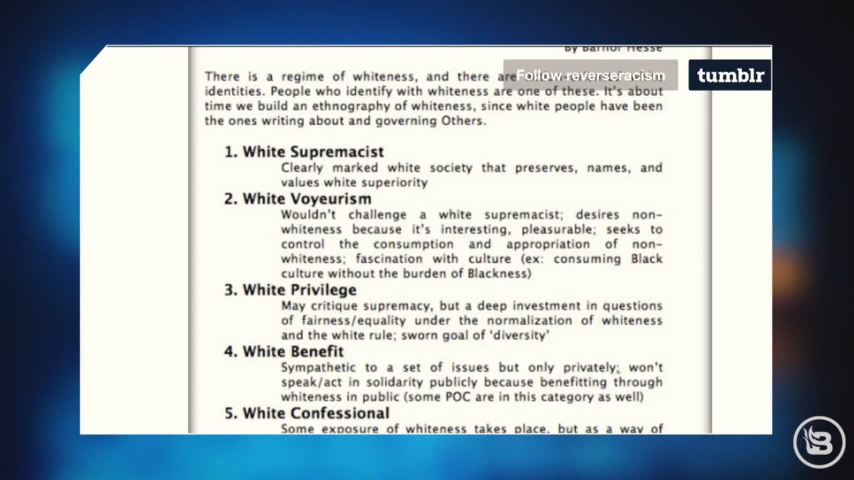 By Barnor Hesse
There is a regime of whiteness, and there are
Follow reverseracism
tumblr
identities. People who identify with whiteness are one of these. It's about
time we build an ethnography of whiteness, since white people have been
the ones writing about and governing Others.
1. White Supremacist
Clearly marked white society that preserves, names, and
values white superiority
2. White Voyeurism
Wouldn't challenge a white supremacist; desires non-
whiteness because it's interesting, pleasurable; seeks to
control the consumption and appropriation of non-
whiteness; fascination with culture (ex: consuming Black
culture without the burden of Blackness)
3. White Privilege
May critique supremacy, but a deep investment in questions
of fairness/equality under the normalization of whiteness
and the white rule; sworn goal of 'diversity'
4. White Benefit
Sympathetic to a set of issues but only privately; won't
speak/act in solidarity publicly because benefitting through
whiteness in public (some POC are in this category as well)
5. White Confessional
Some exposure of whiteness takes place, but as a way of
B